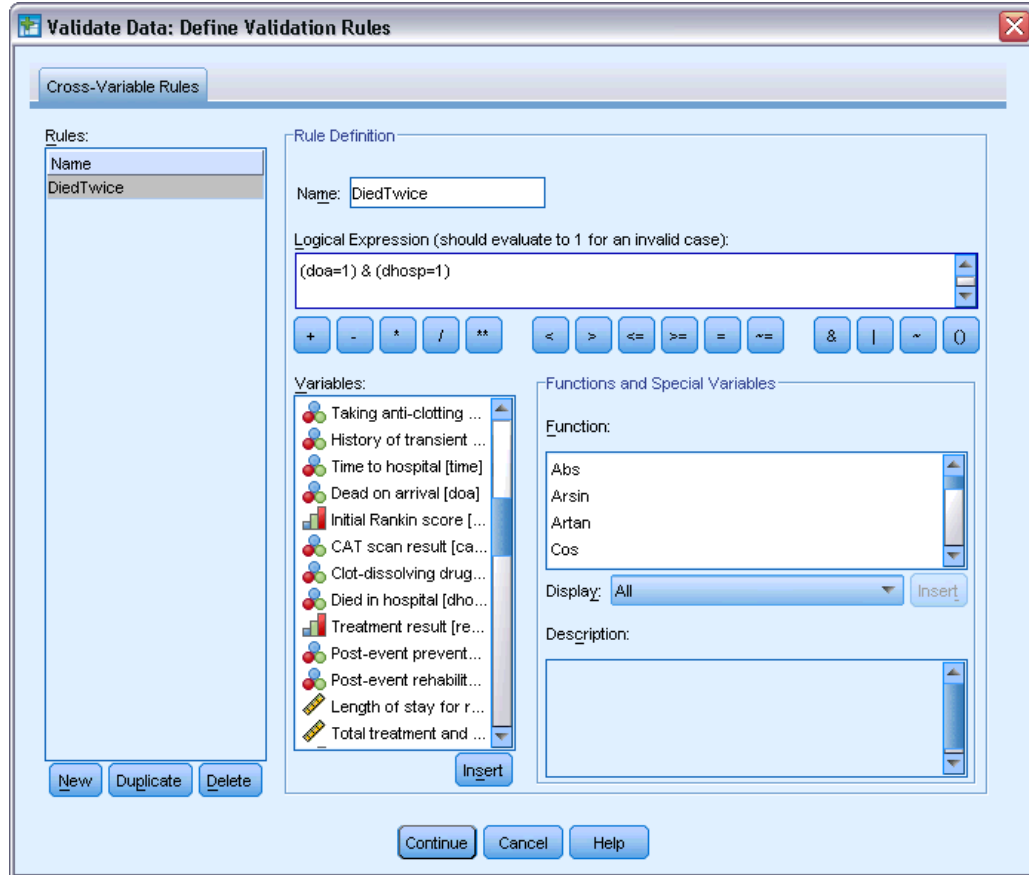 Validate Data: Define Validation Rules
Cross-Variable Rules
Rules:
Name
DiedTwice
Rule Definition
Name: DiedTwice
Logical Expression (should evaluate to 1 for an invalid case):
(doa=1) & (dhosp=1)
+ - * / ** < > <= >= = ~= & | ~ ()
Variables:
Taking anti-clotting ...
History of transient ...
Time to hospital [time]
Dead on arrival [doa]
Initial Rankin score [...
CAT scan result [ca...
Clot-dissolving drug...
Died in hospital [dho...
Treatment result [re...
Post-event prevent...
Post-event rehabilit...
Length of stay for r...
Total treatment and ...
Insert
Functions and Special Variables
Function:
Abs
Arsin
Artan
Cos
Display: All Insert
Description:
New Duplicate Delete
Continue Cancel Help